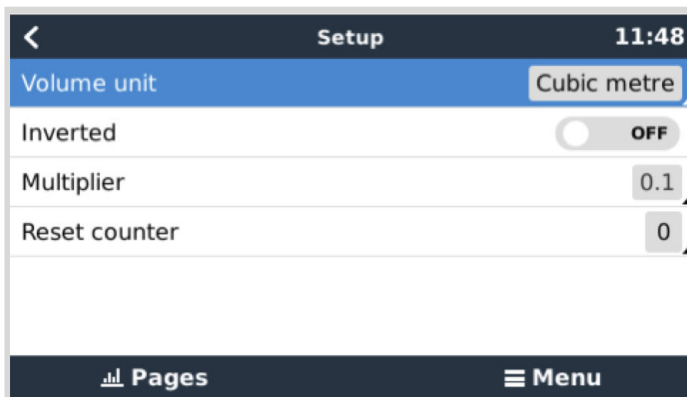 Setup 11:48
Volume unit Cubic metre
Inverted OFF
Multiplier 0.1
Reset counter 0
Pages Menu